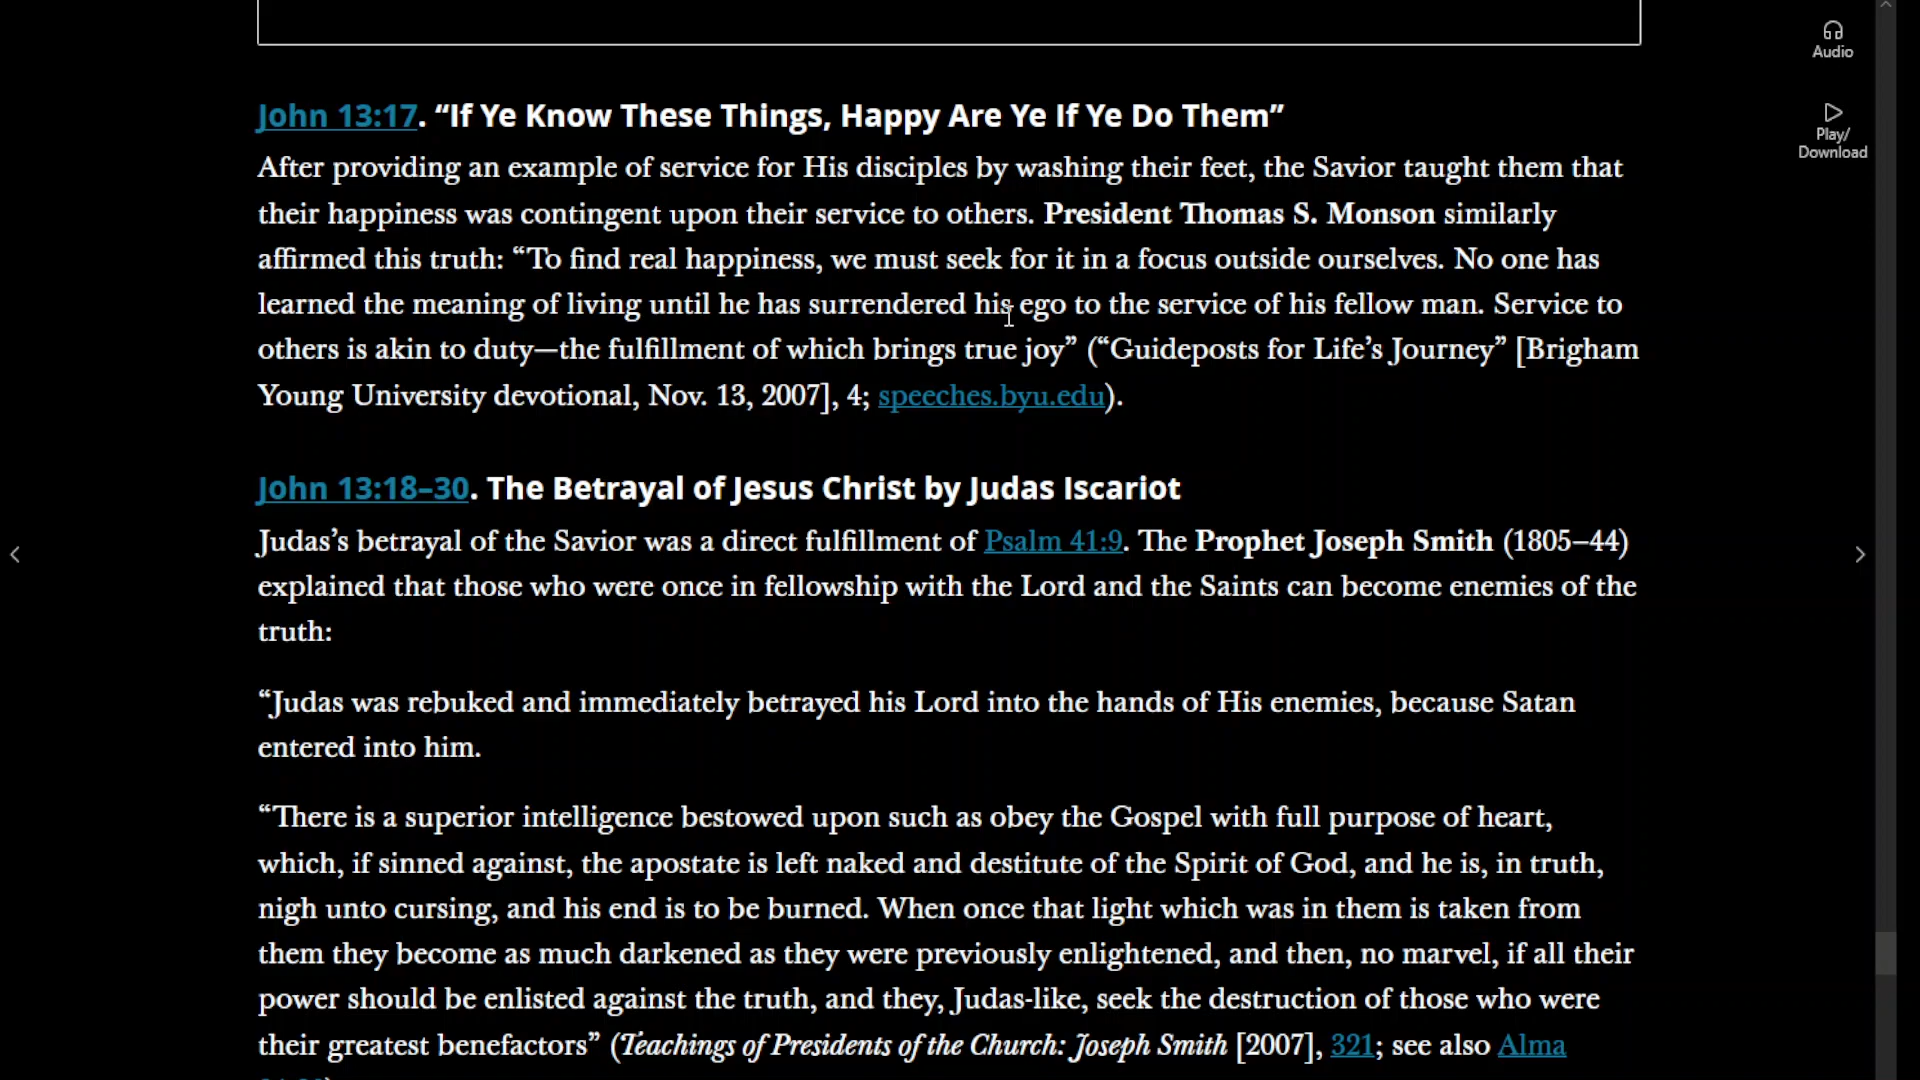 Audio
Play/
Download
John 13:17. “If Ye Know These Things, Happy Are Ye If Ye Do Them”
After providing an example of service for His disciples by washing their feet, the Savior taught them that
their happiness was contingent upon their service to others. President Thomas S. Monson similarly
affirmed this truth: “To find real happiness, we must seek for it in a focus outside ourselves. No one has
learned the meaning of living until he has surrendered his ego to the service of his fellow man. Service to
others is akin to duty—the fulfillment of which brings true joy” (“Guideposts for Life’s Journey” [Brigham
Young University devotional, Nov. 13, 2007], 4; speeches.byu.edu).
John 13:18–30. The Betrayal of Jesus Christ by Judas Iscariot
Judas’s betrayal of the Savior was a direct fulfillment of Psalm 41:9. The Prophet Joseph Smith (1805–44)
explained that those who were once in fellowship with the Lord and the Saints can become enemies of the
truth:
“Judas was rebuked and immediately betrayed his Lord into the hands of His enemies, because Satan
entered into him.
“There is a superior intelligence bestowed upon such as obey the Gospel with full purpose of heart,
which, if sinned against, the apostate is left naked and destitute of the Spirit of God, and he is, in truth,
nigh unto cursing, and his end is to be burned. When once that light which was in them is taken from
them they become as much darkened as they were previously enlightened, and then, no marvel, if all their
power should be enlisted against the truth, and they, Judas-like, seek the destruction of those who were
their greatest benefactors” (Teachings of Presidents of the Church: Joseph Smith [2007], 321; see also Alma